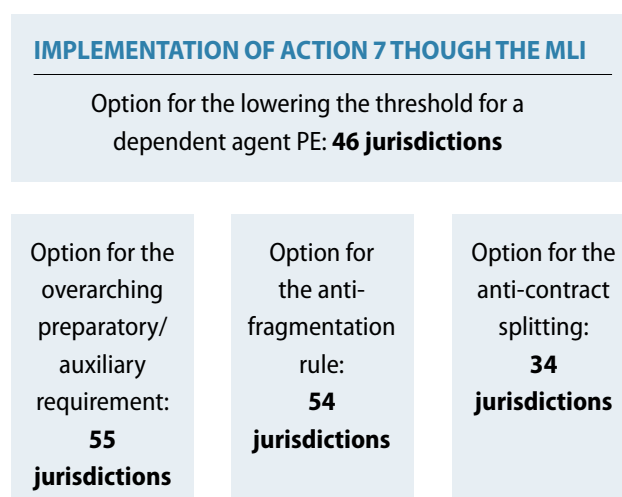 IMPLEMENTATION OF ACTION 7 THOUGH THE MLI
Option for the lowering the threshold for a
dependent agent PE: 46 jurisdictions
Option for the
overarching
preparatory/
auxiliary
requirement:
55
jurisdictions
Option for
the anti-
fragmentation
rule:
54
jurisdictions
Option for the
anti-contract
splitting:
34
jurisdictions